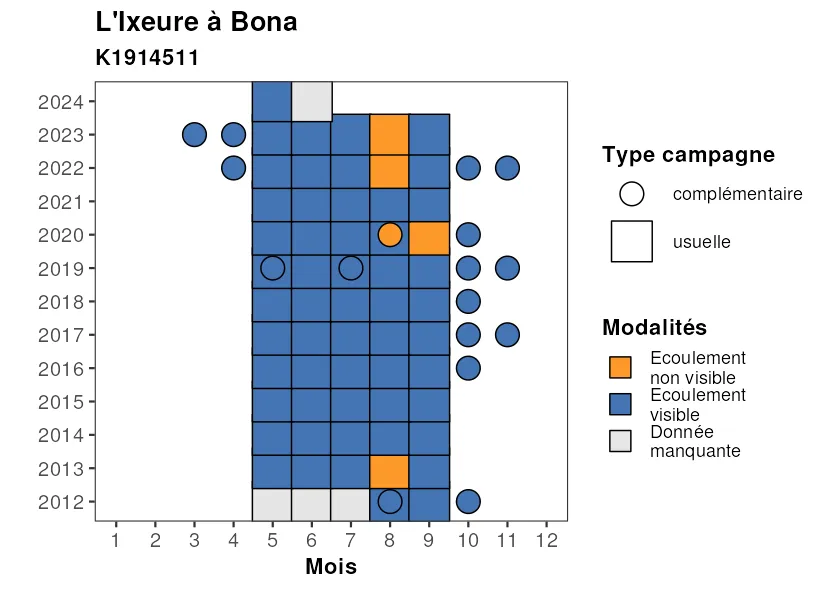 L'Ixeure à Bona
K1914511
2024
2023
2022
2021
2020
2019
2018
2017
2016
2015
2014
2013
2012
1 2 3 4 5 6 7 8 9 10 11 12
Mois
Type campagne
complémentaire
usuelle
Modalités
Ecoulement
non visible
Ecoulement
visible
Donnée
manquante